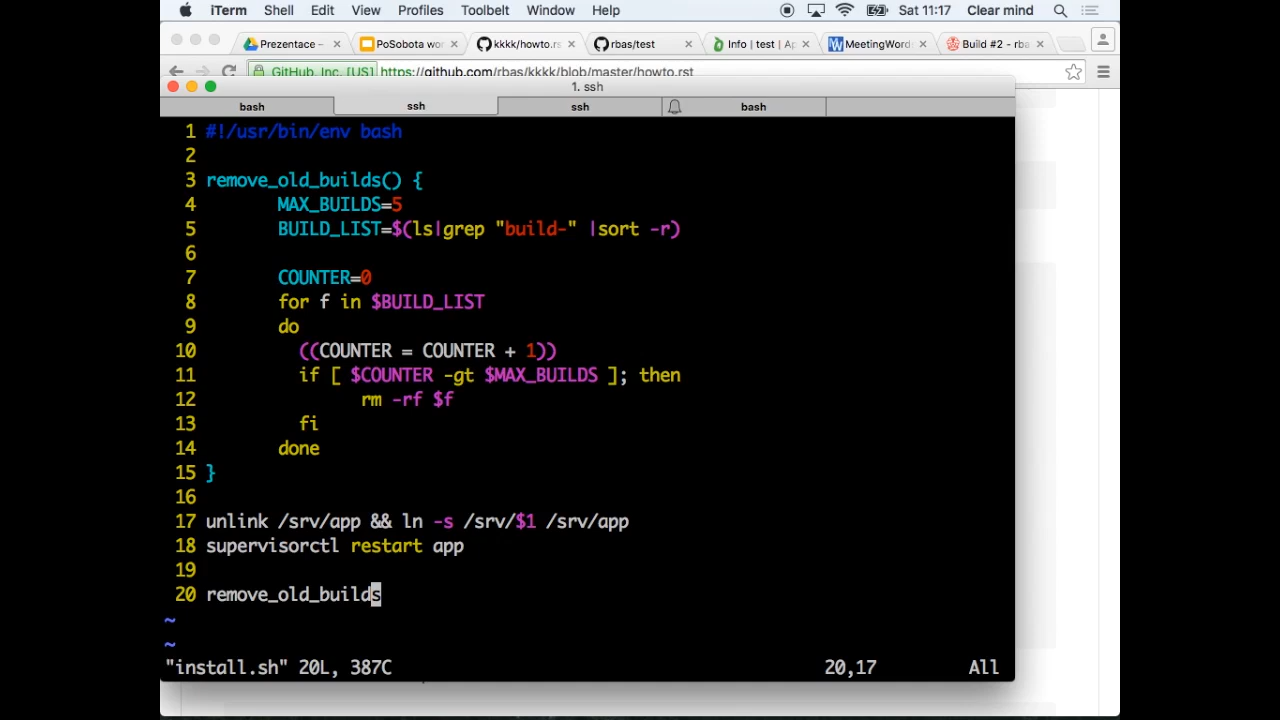 iTerm Shell Edit View Profiles Toolbelt Window Help Sat 11:17 Clear mind
Prezentace – PoSobota wor kkkk/howto.rs rbas/test Info | test | Ap MeetingWord Build #2 - rba
GitHub, Inc. [US] https://github.com/rbas/kkkk/blob/master/howto.rst
1. ssh
bash ssh ssh bash
1 #!/usr/bin/env bash
2
3 remove_old_builds() {
4 MAX_BUILDS=5
5 BUILD_LIST=$(ls|grep "build-" |sort -r)
6
7 COUNTER=0
8 for f in $BUILD_LIST
9 do
10 ((COUNTER = COUNTER + 1))
11 if [ $COUNTER -gt $MAX_BUILDS ]; then
12 rm -rf $f
13 fi
14 done
15 }
16
17 unlink /srv/app && ln -s /srv/$1 /srv/app
18 supervisorctl restart app
19
20 remove_old_builds
~
~
"install.sh" 20L, 387C 20,17 All